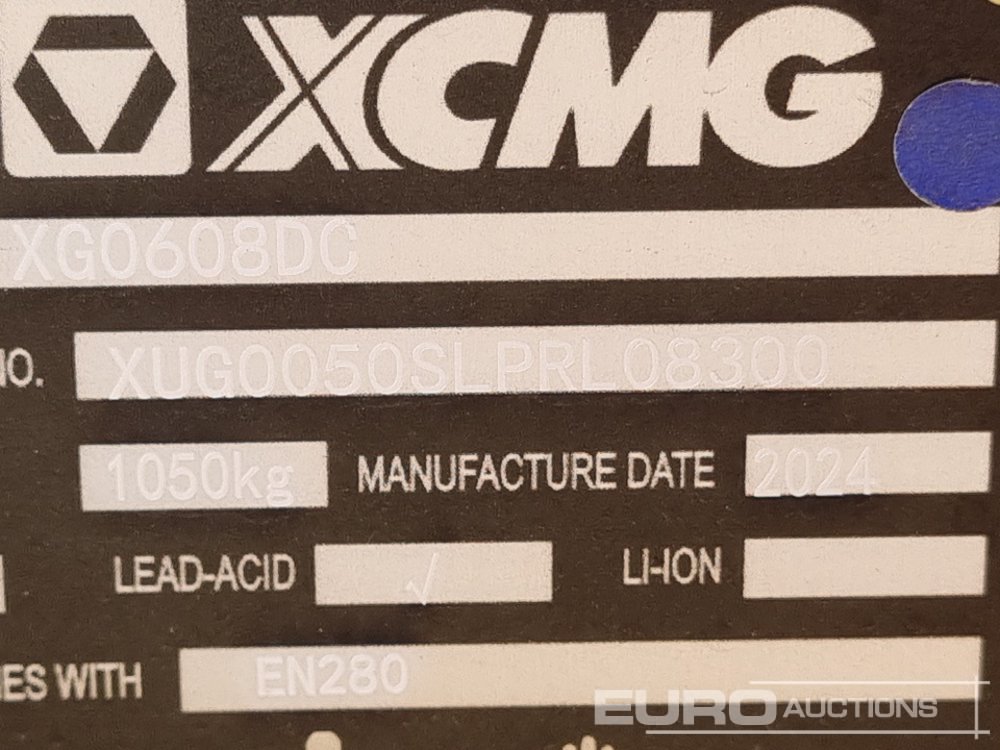 XCMG
XG0608DC
NO. XUG0050SLPRL08300
1050kg MANUFACTURE DATE 2024
LEAD-ACID √ LI-ION
ES WITH EN280
EURO AUCTIONS